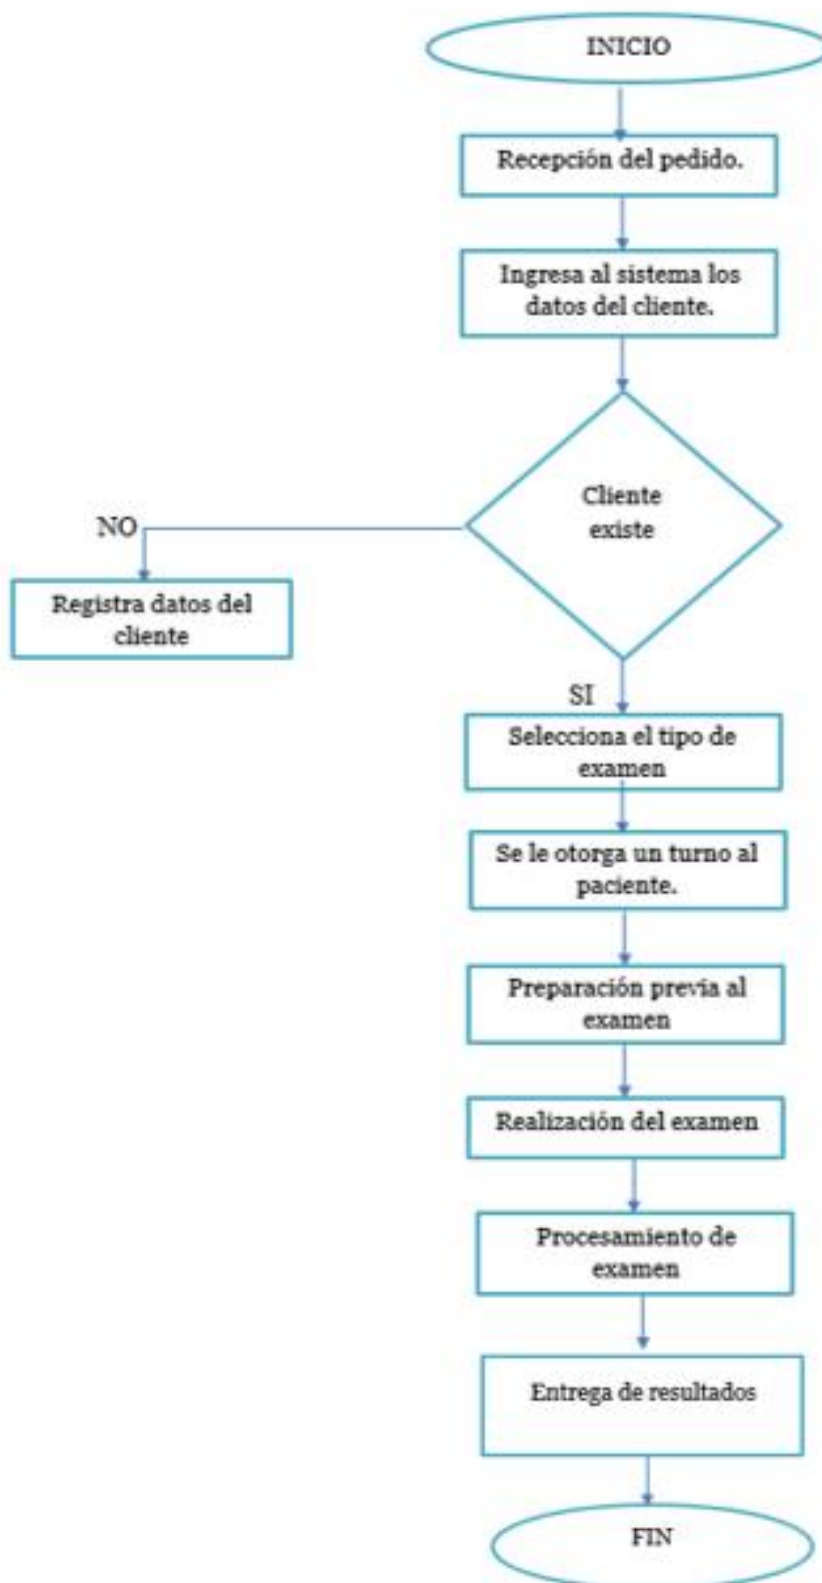 INICIO
Recepción del pedido.
Ingresa al sistema los
datos del cliente.
Cliente
existe
NO
Registra datos del
cliente
SI
Selecciona el tipo de
examen
Se le otorga un turno al
paciente.
Preparación previa al
examen
Realización del examen
Procesamiento de
examen
Entrega de resultados
FIN